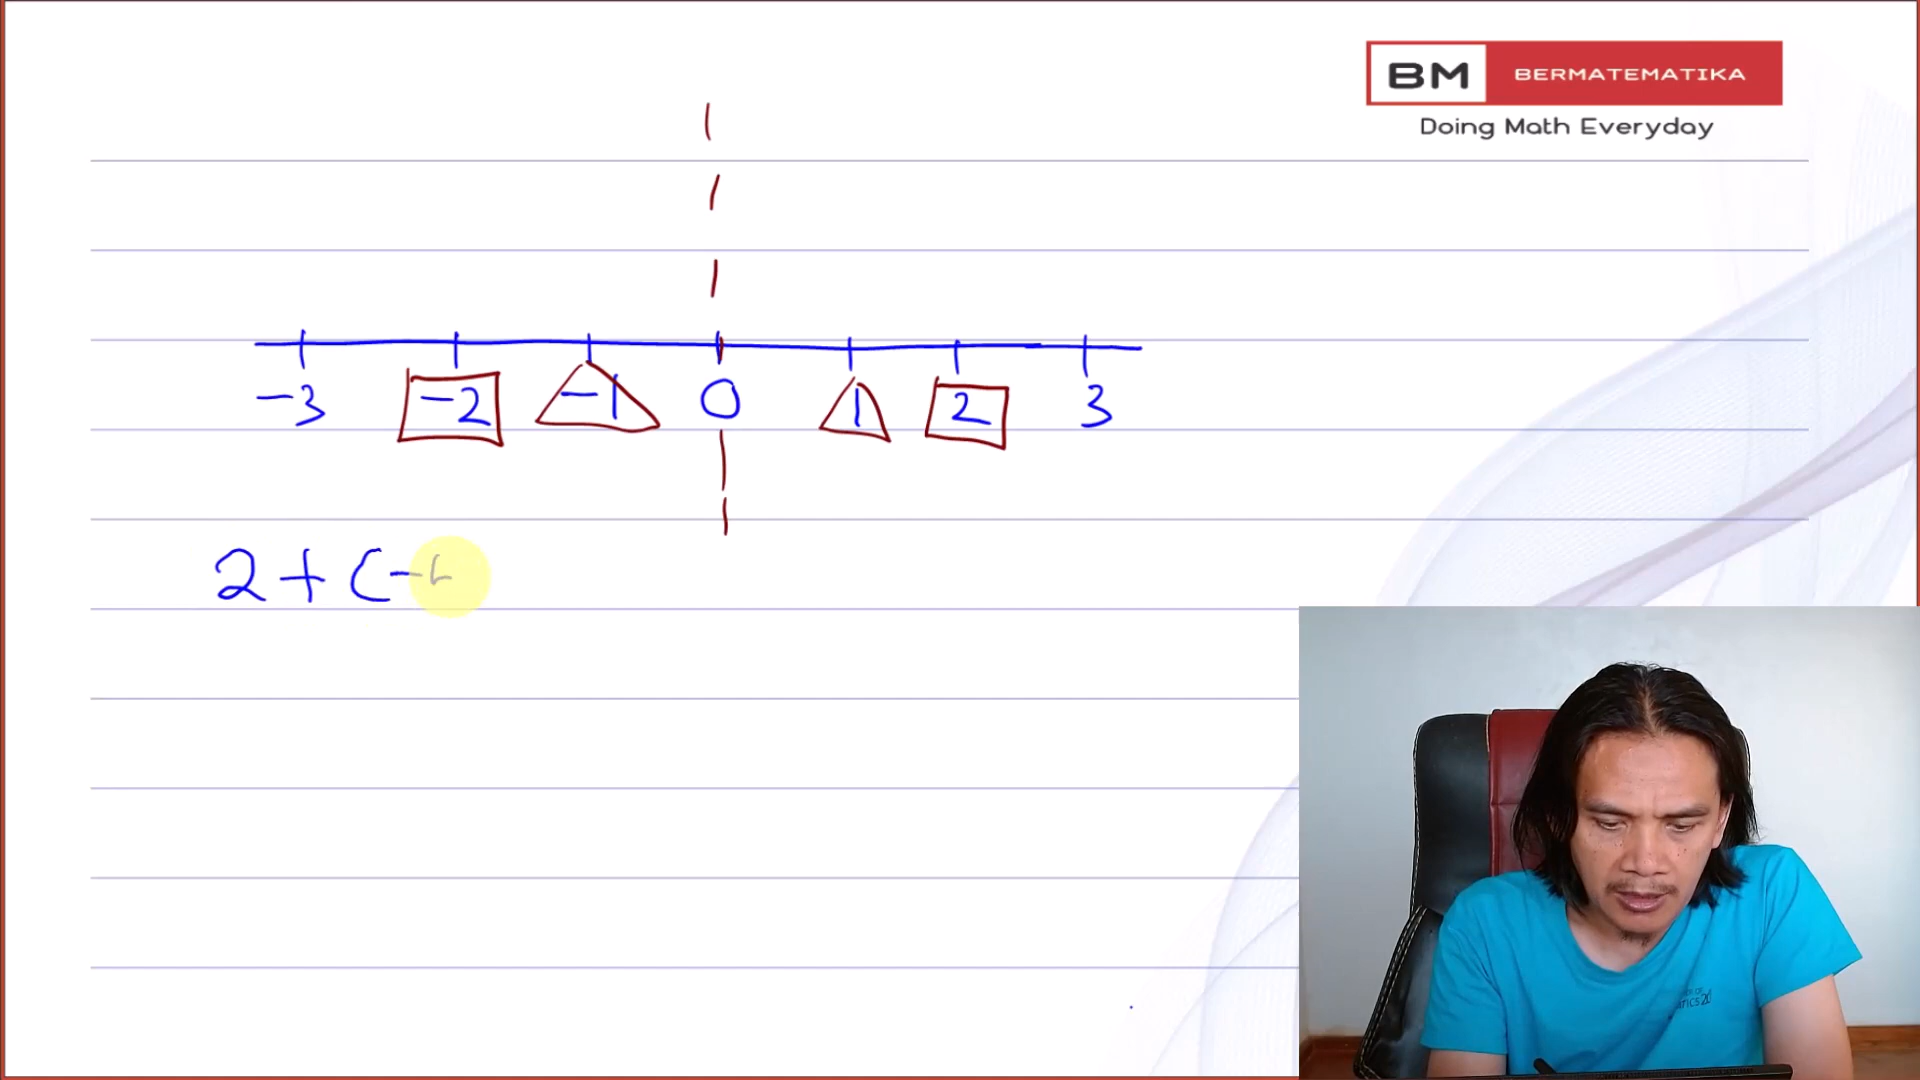 BM BERMATEMATIKA
Doing Math Everyday
-3 -2 -1 0 1 2 3
2 + (-